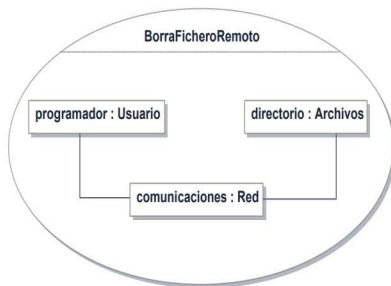 BorraFicheroRemoto
programador : Usuario
directorio : Archivos
comunicaciones : Red